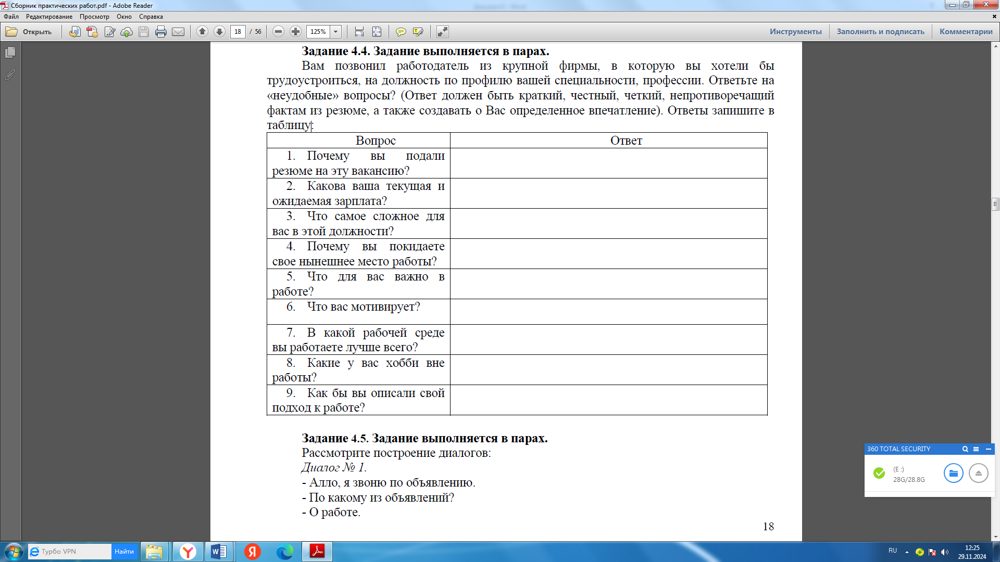 Сборник практических работ.pdf - Adobe Reader
Файл Редактирование Просмотр Окно Справка
Открыть 18 / 56 125% Инструменты Заполнить и подписать Комментарии
Задание 4.4. Задание выполняется в парах.
Вам позвонил работодатель из крупной фирмы, в которую вы хотели бы
трудоустроиться, на должность по профилю вашей специальности, профессии. Ответьте на
«неудобные» вопросы? (Ответ должен быть краткий, честный, четкий, непротиворечащий
фактам из резюме, а также создавать о Вас определенное впечатление). Ответы запишите в
таблицу:
Вопрос Ответ
1. Почему вы подали
резюме на эту вакансию?
2. Какова ваша текущая и
ожидаемая зарплата?
3. Что самое сложное для
вас в этой должности?
4. Почему вы покидаете
свое нынешнее место работы?
5. Что для вас важно в
работе?
6. Что вас мотивирует?
7. В какой рабочей среде
вы работаете лучше всего?
8. Какие у вас хобби вне
работы?
9. Как бы вы описали свой
подход к работе?
Задание 4.5. Задание выполняется в парах.
Рассмотрите построение диалогов:
Диалог № 1.
- Алло, я звоню по объявлению.
- По какому из объявлений?
- О работе.
18
360 TOTAL SECURITY
(E :)
28G/28.8G
Турбо VPN Найти
RU
12:25
29.11.2024